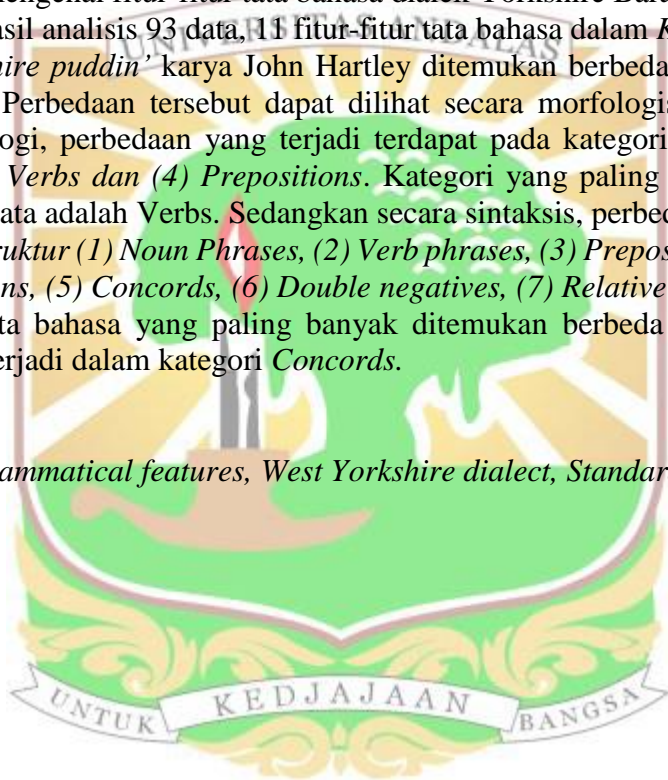 mengenai fitur-fitur tata bahasa dialek Yorkshire Barat
asil analisis 93 data, 11 fitur-fitur tata bahasa dalam
hire puddin’ karya John Hartley ditemukan berbeda
Perbedaan tersebut dapat dilihat secara morfologis
ogi, perbedaan yang terjadi terdapat pada kategori
Verbs dan (4) Prepositions. Kategori yang paling
ata adalah Verbs. Sedangkan secara sintaksis, perbed
ruktur (1) Noun Phrases, (2) Verb phrases, (3) Prepos
ns, (5) Concords, (6) Double negatives, (7) Relative
ta bahasa yang paling banyak ditemukan berbeda
erjadi dalam kategori Concords.
ammatical features, West Yorkshire dialect, Standar
UNIVERSITAS ANDALAS
UNTUK KEDJAJAAN BANGSA